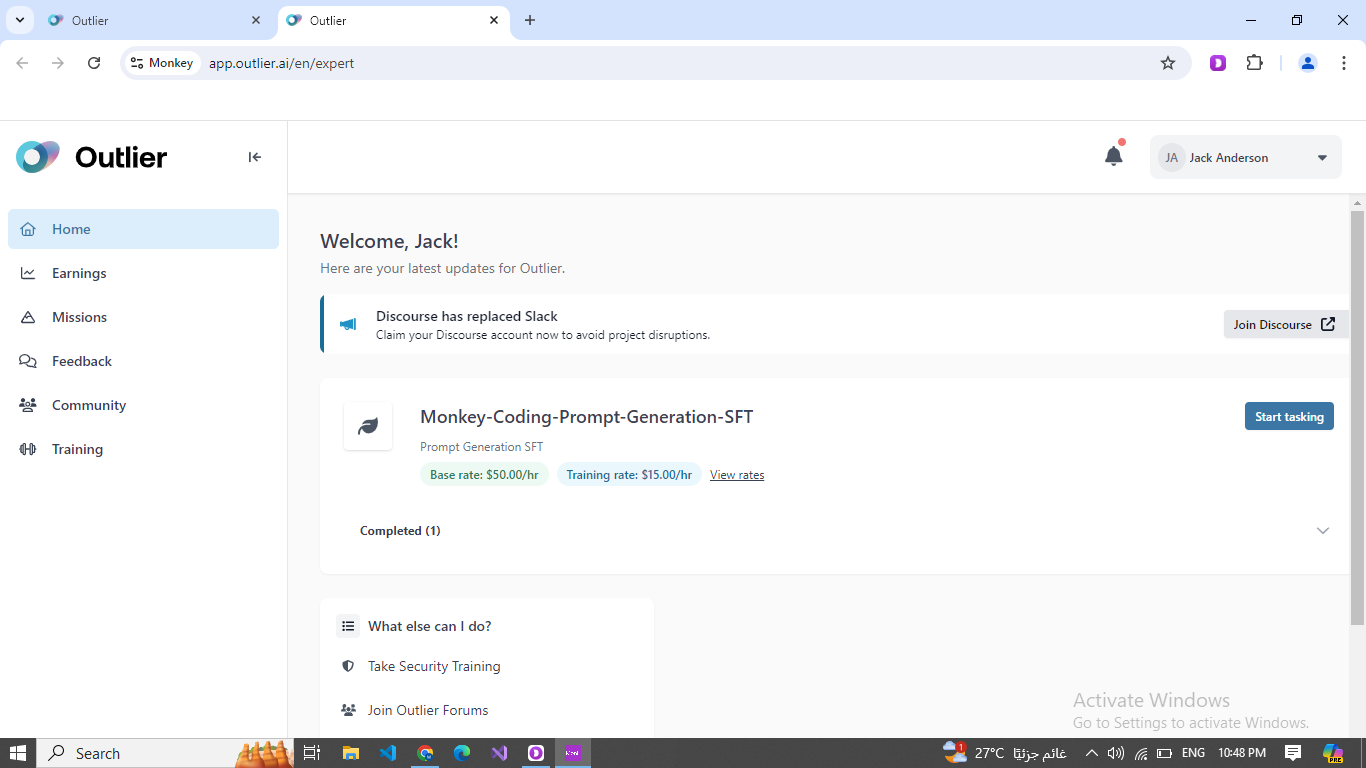 Outlier
Outlier
Monkey
app.outlier.ai/en/expert
Outlier
JA
Jack Anderson
Home
Earnings
Missions
Feedback
Community
Training
Welcome, Jack!
Here are your latest updates for Outlier.
Discourse has replaced Slack
Claim your Discourse account now to avoid project disruptions.
Join Discourse
Monkey-Coding-Prompt-Generation-SFT
Start tasking
Prompt Generation SFT
Base rate: $50.00/hr
Training rate: $15.00/hr
View rates
Completed (1)
What else can I do?
Take Security Training
Join Outlier Forums
Activate Windows
Go to Settings to activate Windows.
Search
1
27°C
غائم جزئيًا
ENG
10:48 PM
PRE